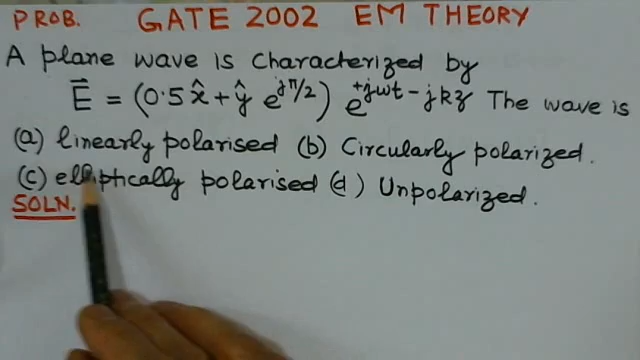 PROB. GATE 2002 EM THEORY
A plane wave is characterized by
E⃗ = (0.5 x̂ + ŷ e^{jπ/2}) e^{+jωt - jkz} The wave is
(a) linearly polarised (b) Circularly polarized.
(c) elliptically polarised (d) Unpolarized.
SOLN.